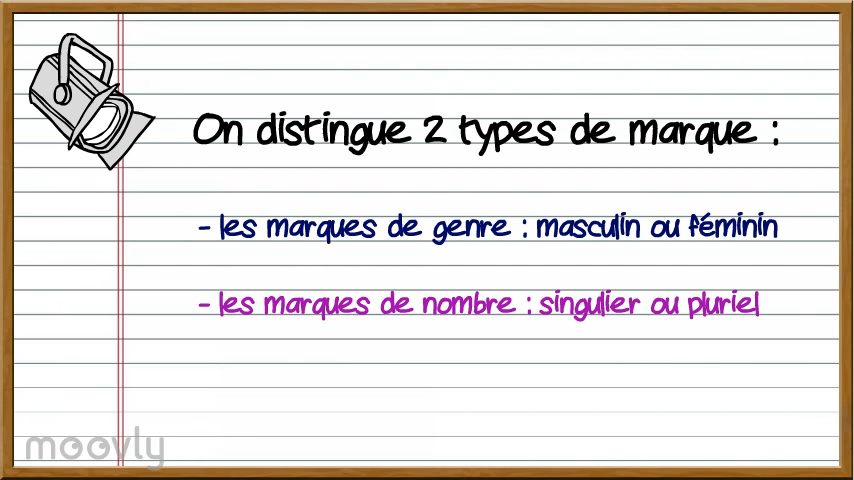 On distingue 2 types de marque :
- les marques de genre : masculin ou féminin
- les marques de nombre : singulier ou pluriel
moovly